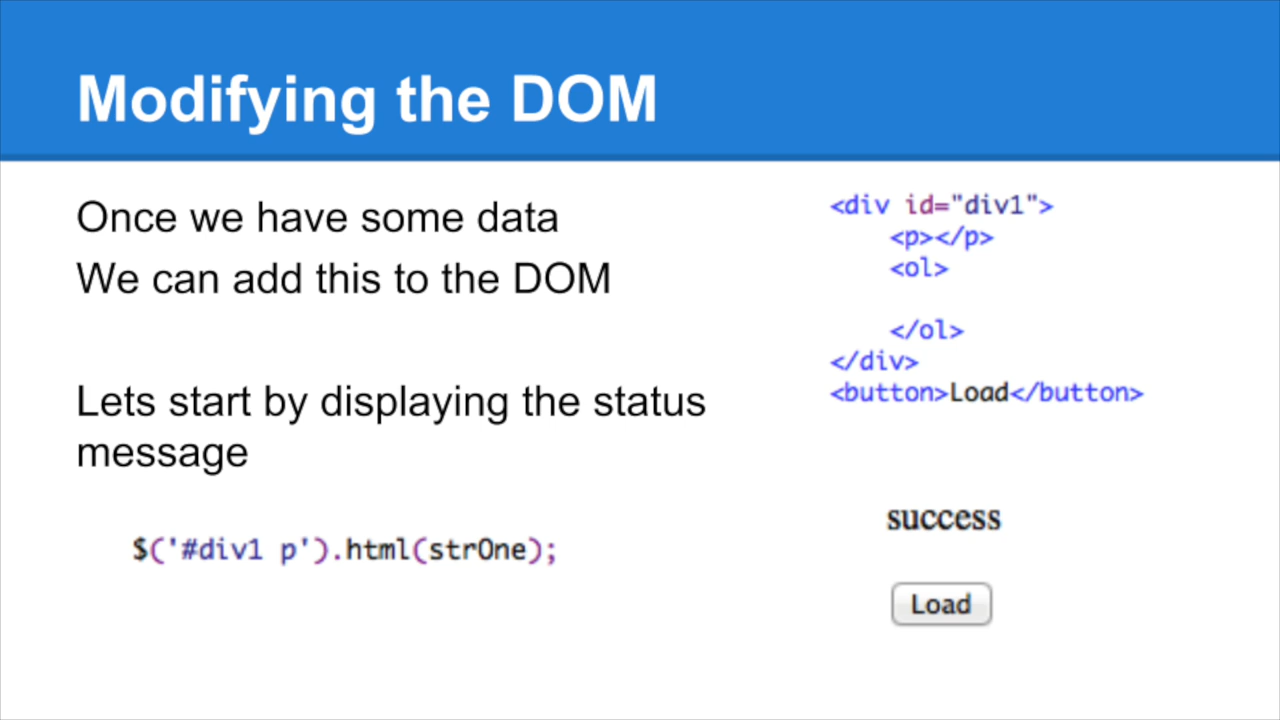 Modifying the DOM
Once we have some data
We can add this to the DOM
Lets start by displaying the status
message
$('#div1 p').html(strOne);
<div id="div1">
<p></p>
<ol>
</ol>
</div>
<button>Load</button>
success
Load